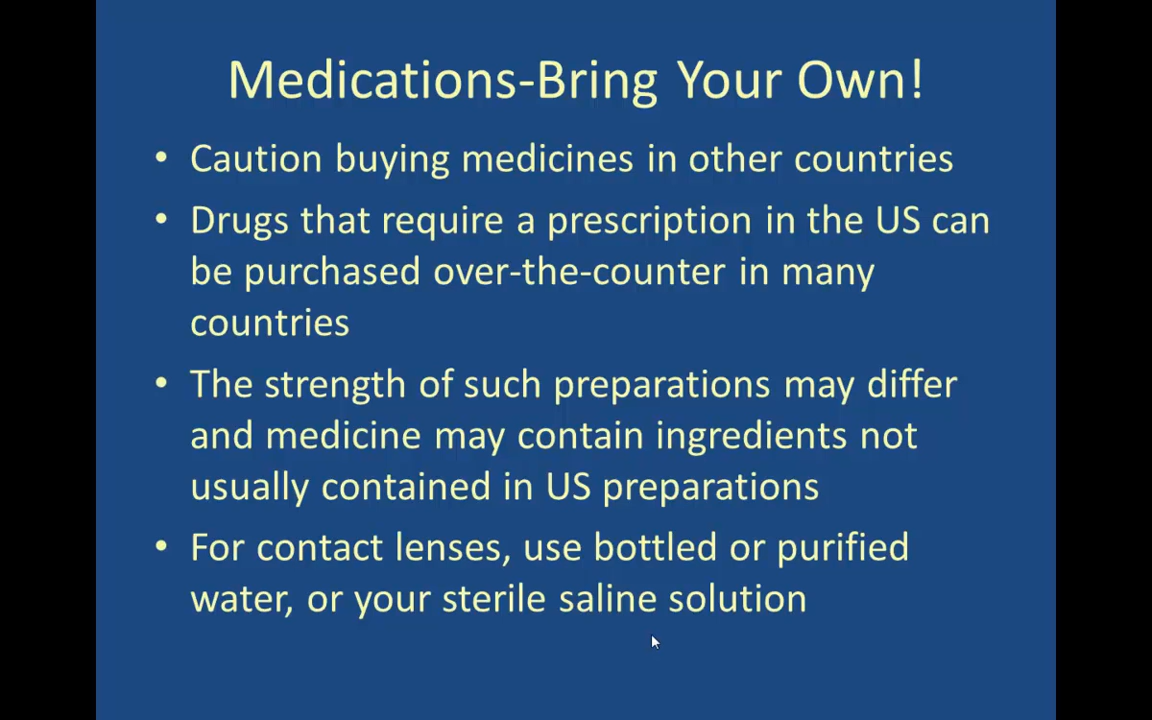 Medications-Bring Your Own!
• Caution buying medicines in other countries
• Drugs that require a prescription in the US can
be purchased over-the-counter in many
countries
• The strength of such preparations may differ
and medicine may contain ingredients not
usually contained in US preparations
• For contact lenses, use bottled or purified
water, or your sterile saline solution